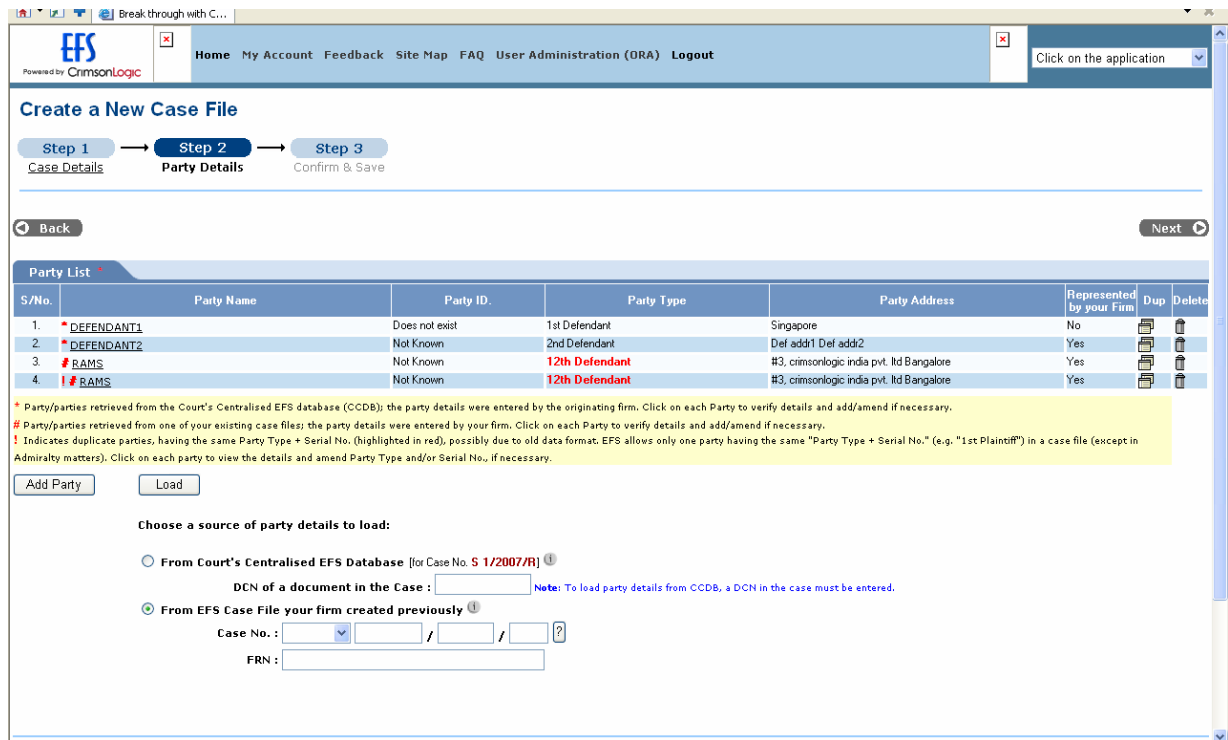 Break through with C...
EFS
Powered by CrimsonLogic
Home My Account Feedback Site Map FAQ User Administration (ORA) Logout
Click on the application
Create a New Case File
Step 1 Step 2 Step 3
Case Details Party Details Confirm & Save
Back Next
Party List *
S/No. Party Name Party ID. Party Type Party Address Represented by your Firm Dup Delete
1. * DEFENDANT1 Does not exist 1st Defendant Singapore No
2. * DEFENDANT2 Not Known 2nd Defendant Def addr1 Def addr2 Yes
3. # RAMS Not Known 12th Defendant #3, crimsonlogic india pvt. ltd Bangalore Yes
4. ! # RAMS Not Known 12th Defendant #3, crimsonlogic india pvt. ltd Bangalore Yes
* Party/parties retrieved from the Court's Centralised EFS database (CCDB); the party details were entered by the originating firm. Click on each Party to verify details and add/amend if necessary.
# Party/parties retrieved from one of your existing case files; the party details were entered by your firm. Click on each Party to verify details and add/amend if necessary.
! Indicates duplicate parties, having the same Party Type + Serial No. (highlighted in red), possibly due to old data format. EFS allows only one party having the same "Party Type + Serial No." (e.g. "1st Plaintiff") in a case file (except in
Admiralty matters). Click on each party to view the details and amend Party Type and/or Serial No., if necessary.
Add Party Load
Choose a source of party details to load:
From Court's Centralised EFS Database [for Case No. S 1/2007/R] i
DCN of a document in the Case : Note: To load party details from CCDB, a DCN in the case must be entered.
From EFS Case File your firm created previously i
Case No. : / / ?
FRN :